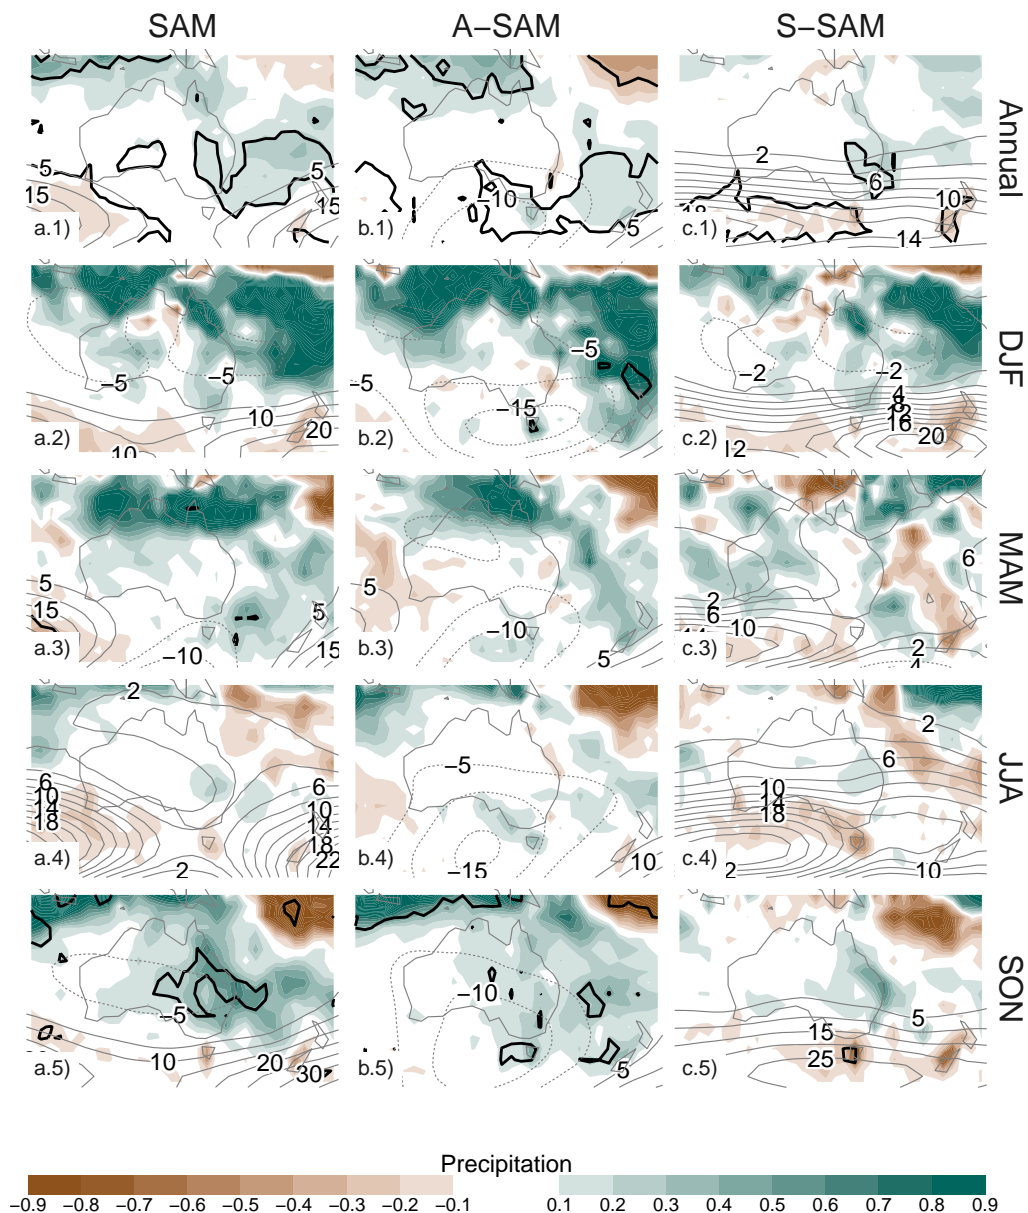 SAM A−SAM S−SAM
5 5 15 15 a.1)
−10 5 b.1)
2 6 10 14 c.1)
Annual
−5 −5 10 20 10 a.2)
−5 −5 −15 b.2)
−2 −2 4 8 12 16 20 12 c.2)
DJF
5 15 5 15 −10 a.3)
5 −10 5 b.3)
2 6 10 6 2 4 c.3)
MAM
2 6 10 14 18 6 10 14 18 22 2 a.4)
−5 −15 10 b.4)
2 6 10 14 18 2 10 c.4)
JJA
−5 10 20 30 a.5)
−10 5 b.5)
5 15 25 c.5)
SON
Precipitation
−0.9 −0.8 −0.7 −0.6 −0.5 −0.4 −0.3 −0.2 −0.1 0.1 0.2 0.3 0.4 0.5 0.6 0.7 0.8 0.9